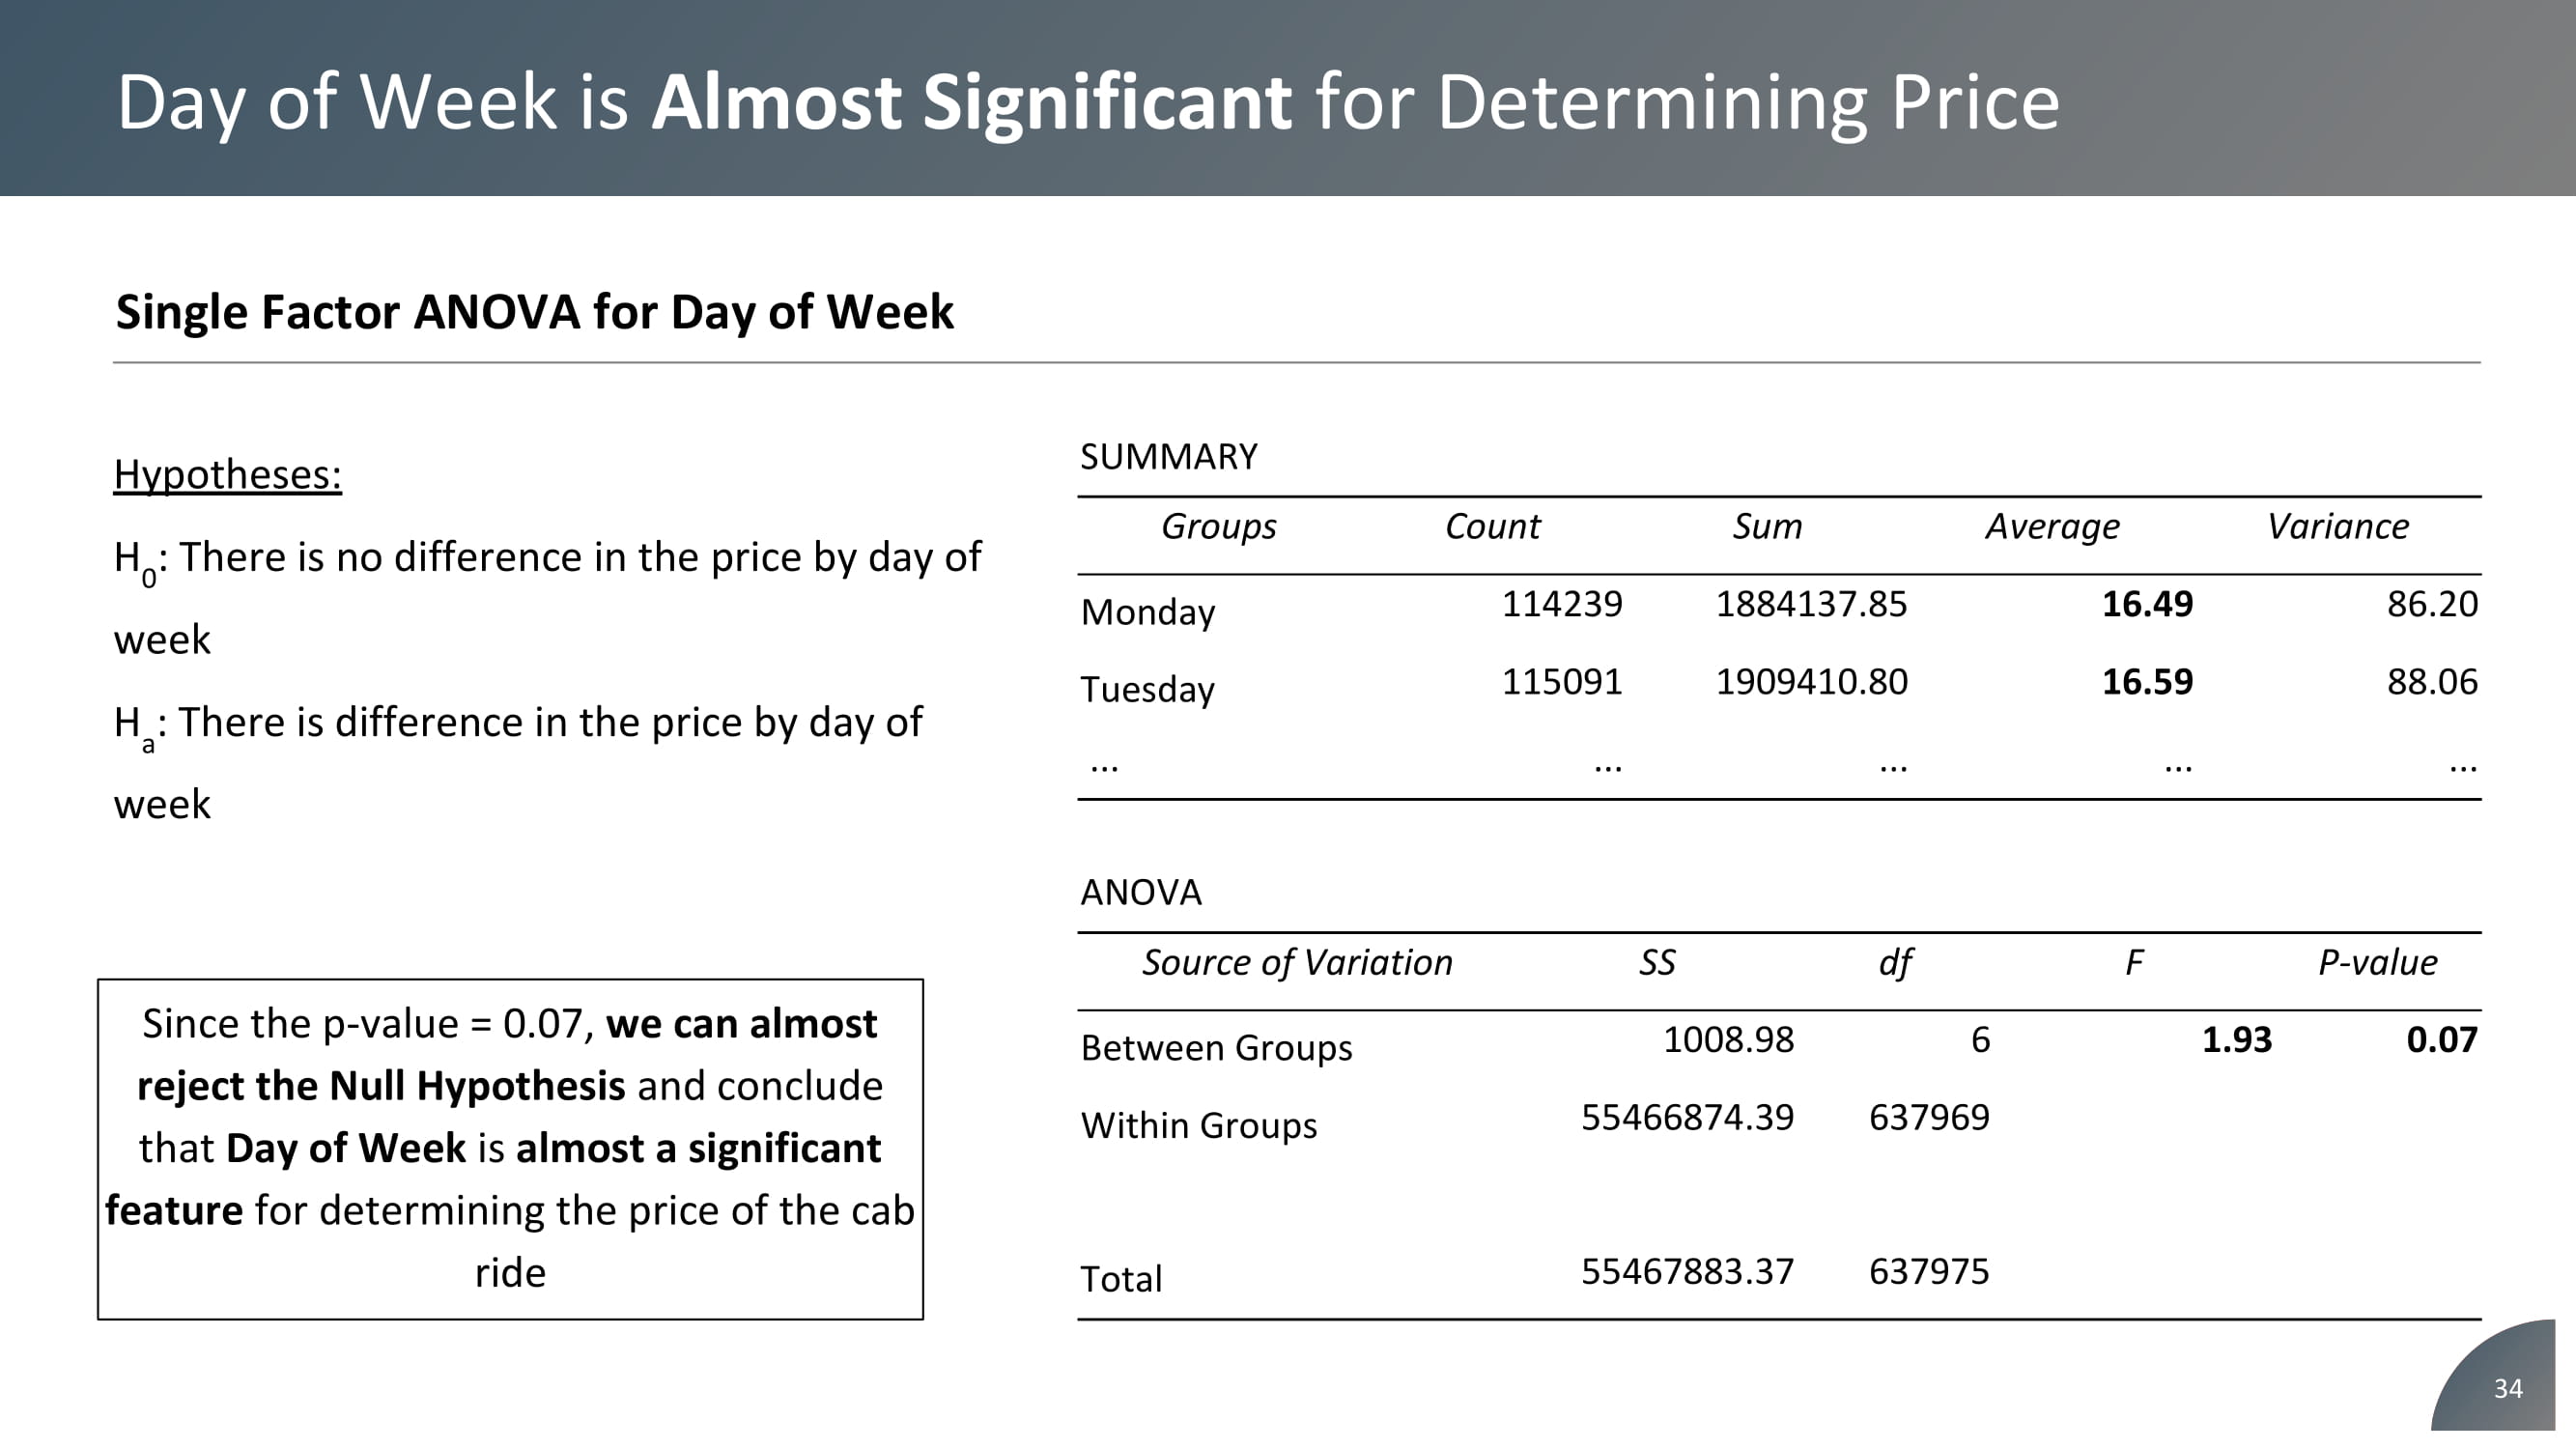 Day of Week is Almost Significant for Determining Price
Single Factor ANOVA for Day of Week
Hypotheses:
H0: There is no difference in the price by day of
week
Ha: There is difference in the price by day of
week
Since the p-value = 0.07, we can almost
reject the Null Hypothesis and conclude
that Day of Week is almost a significant
feature for determining the price of the cab
ride
SUMMARY
Groups Count Sum Average Variance
Monday 114239 1884137.85 16.49 86.20
Tuesday 115091 1909410.80 16.59 88.06
... ... ... ... ...
ANOVA
Source of Variation SS df F P-value
Between Groups 1008.98 6 1.93 0.07
Within Groups 55466874.39 637969
Total 55467883.37 637975
34